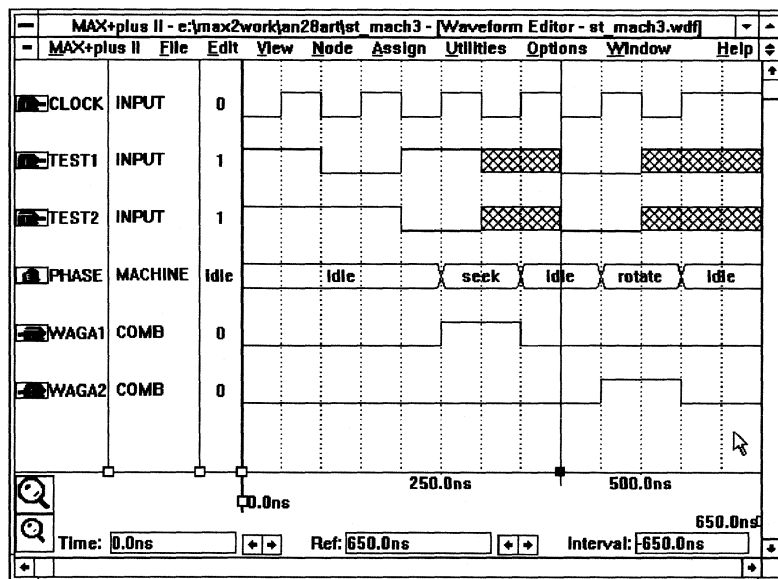 MAX+plus II - e:\max2work\an28art\st_mach3 - [Waveform Editor - st_mach3.wdf]
MAX+plus II File Edit View Node Assign Utilities Options Window Help
CLOCK INPUT 0
TEST1 INPUT 1
TEST2 INPUT 1
PHASE MACHINE idle idle seek idle rotate idle
WAGA1 COMB 0
WAGA2 COMB 0
250.0ns 500.0ns
0.0ns
650.0ns
Time: 0.0ns Ref: 650.0ns Interval: -650.0ns